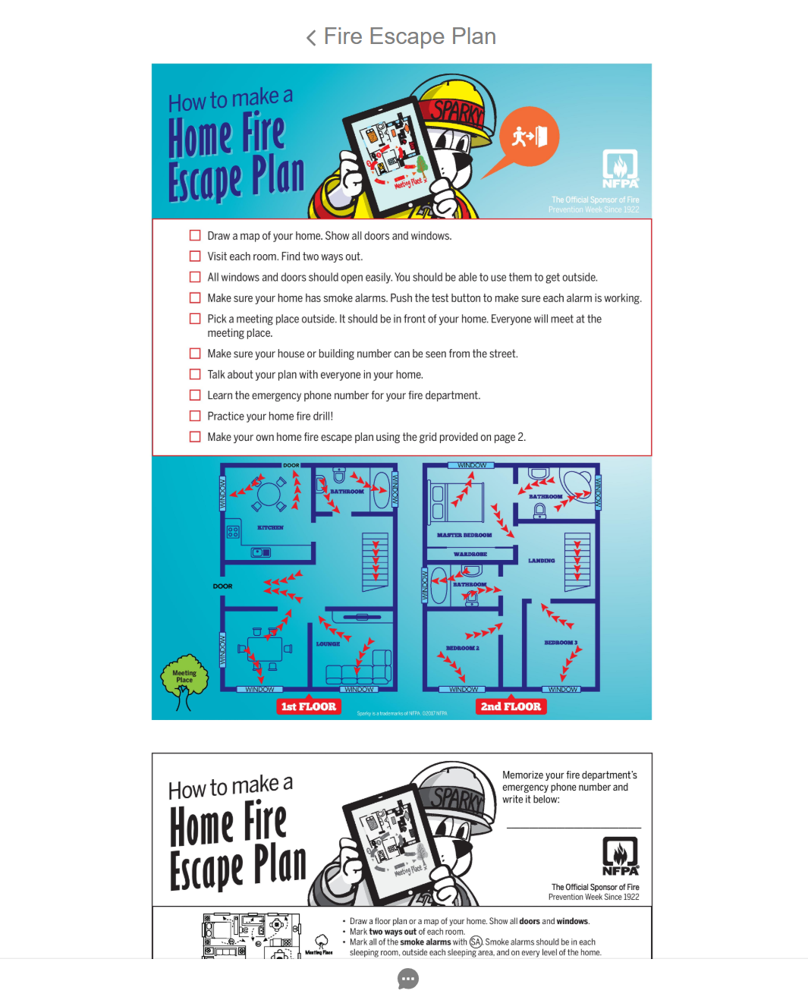 Fire Escape Plan
How to make a
Home Fire
Escape Plan
SPARKY
Meeting Place x
NFPA®
The Official Sponsor of Fire
Prevention Week Since 1922
Draw a map of your home. Show all doors and windows.
Visit each room. Find two ways out.
All windows and doors should open easily. You should be able to use them to get outside.
Make sure your home has smoke alarms. Push the test button to make sure each alarm is working.
Pick a meeting place outside. It should be in front of your home. Everyone will meet at the
meeting place.
Make sure your house or building number can be seen from the street.
Talk about your plan with everyone in your home.
Learn the emergency phone number for your fire department.
Practice your home fire drill!
Make your own home fire escape plan using the grid provided on page 2.
DOOR
WINDOW
BATHROOM
WINDOW
KITCHEN
DOOR
WINDOW
LOUNGE
WINDOW
WINDOW
Meeting
Place
1st FLOOR
WINDOW
BATHROOM
WINDOW
MASTER BEDROOM
WARDROBE
LANDING
WINDOW
BATHROOM
BEDROOM 2
BEDROOM 3
WINDOW
WINDOW
2nd FLOOR
Sparky is a trademarks of NFPA. ©2017 NFPA.
How to make a
Home Fire
Escape Plan
SPARKY
Meeting Place x
Memorize your fire department's
emergency phone number and
write it below:
NFPA®
The Official Sponsor of Fire
Prevention Week Since 1922
Meeting Place
• Draw a floor plan or a map of your home. Show all doors and windows.
• Mark two ways out of each room.
• Mark all of the smoke alarms with SA. Smoke alarms should be in each
sleeping room, outside each sleeping area, and on every level of the home.